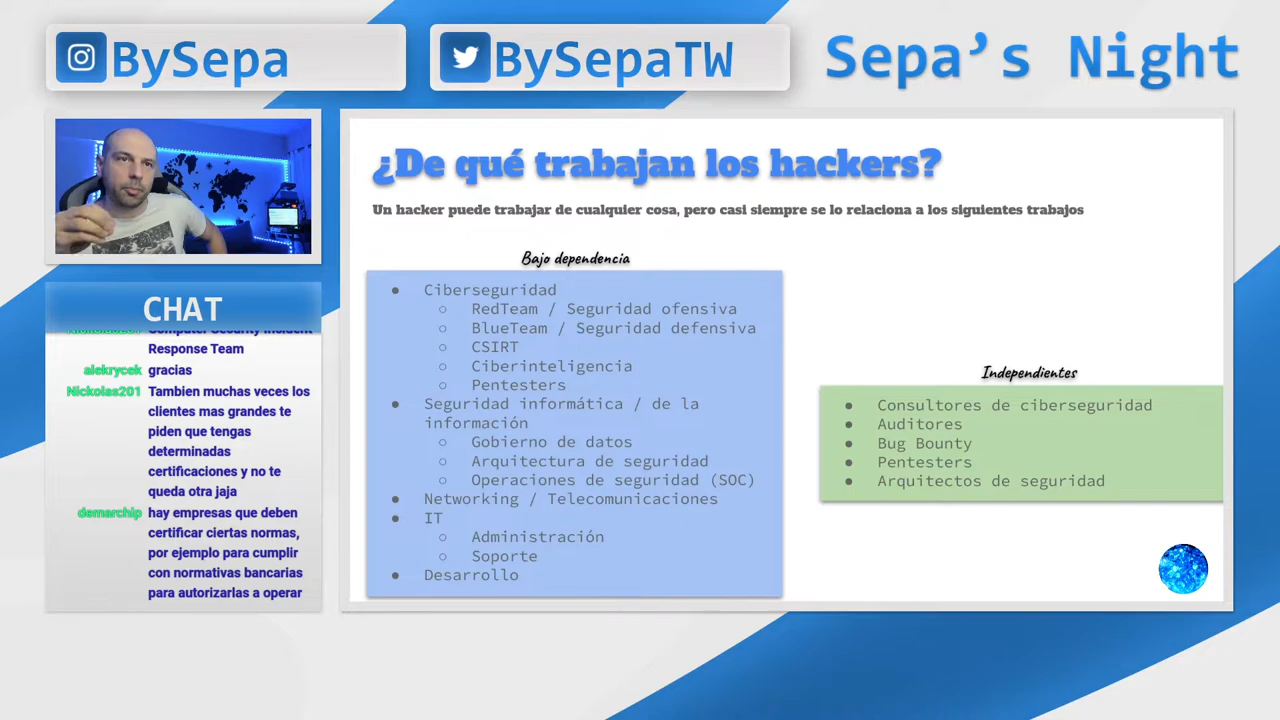 BySepa
BySepaTW
Sepa’s Night
CHAT
Computer Security Incident
Response Team
alekrycek gracias
Nickolas201 Tambien muchas veces los
clientes mas grandes te
piden que tengas
determinadas
certificaciones y no te
queda otra jaja
demarchip hay empresas que deben
certificar ciertas normas,
por ejemplo para cumplir
con normativas bancarias
para autorizarlas a operar
¿De qué trabajan los hackers?
Un hacker puede trabajar de cualquier cosa, pero casi siempre se lo relaciona a los siguientes trabajos
Bajo dependencia
● Ciberseguridad
○ RedTeam / Seguridad ofensiva
○ BlueTeam / Seguridad defensiva
○ CSIRT
○ Ciberinteligencia
○ Pentesters
● Seguridad informática / de la
información
○ Gobierno de datos
○ Arquitectura de seguridad
○ Operaciones de seguridad (SOC)
● Networking / Telecomunicaciones
● IT
○ Administración
○ Soporte
● Desarrollo
Independientes
● Consultores de ciberseguridad
● Auditores
● Bug Bounty
● Pentesters
● Arquitectos de seguridad